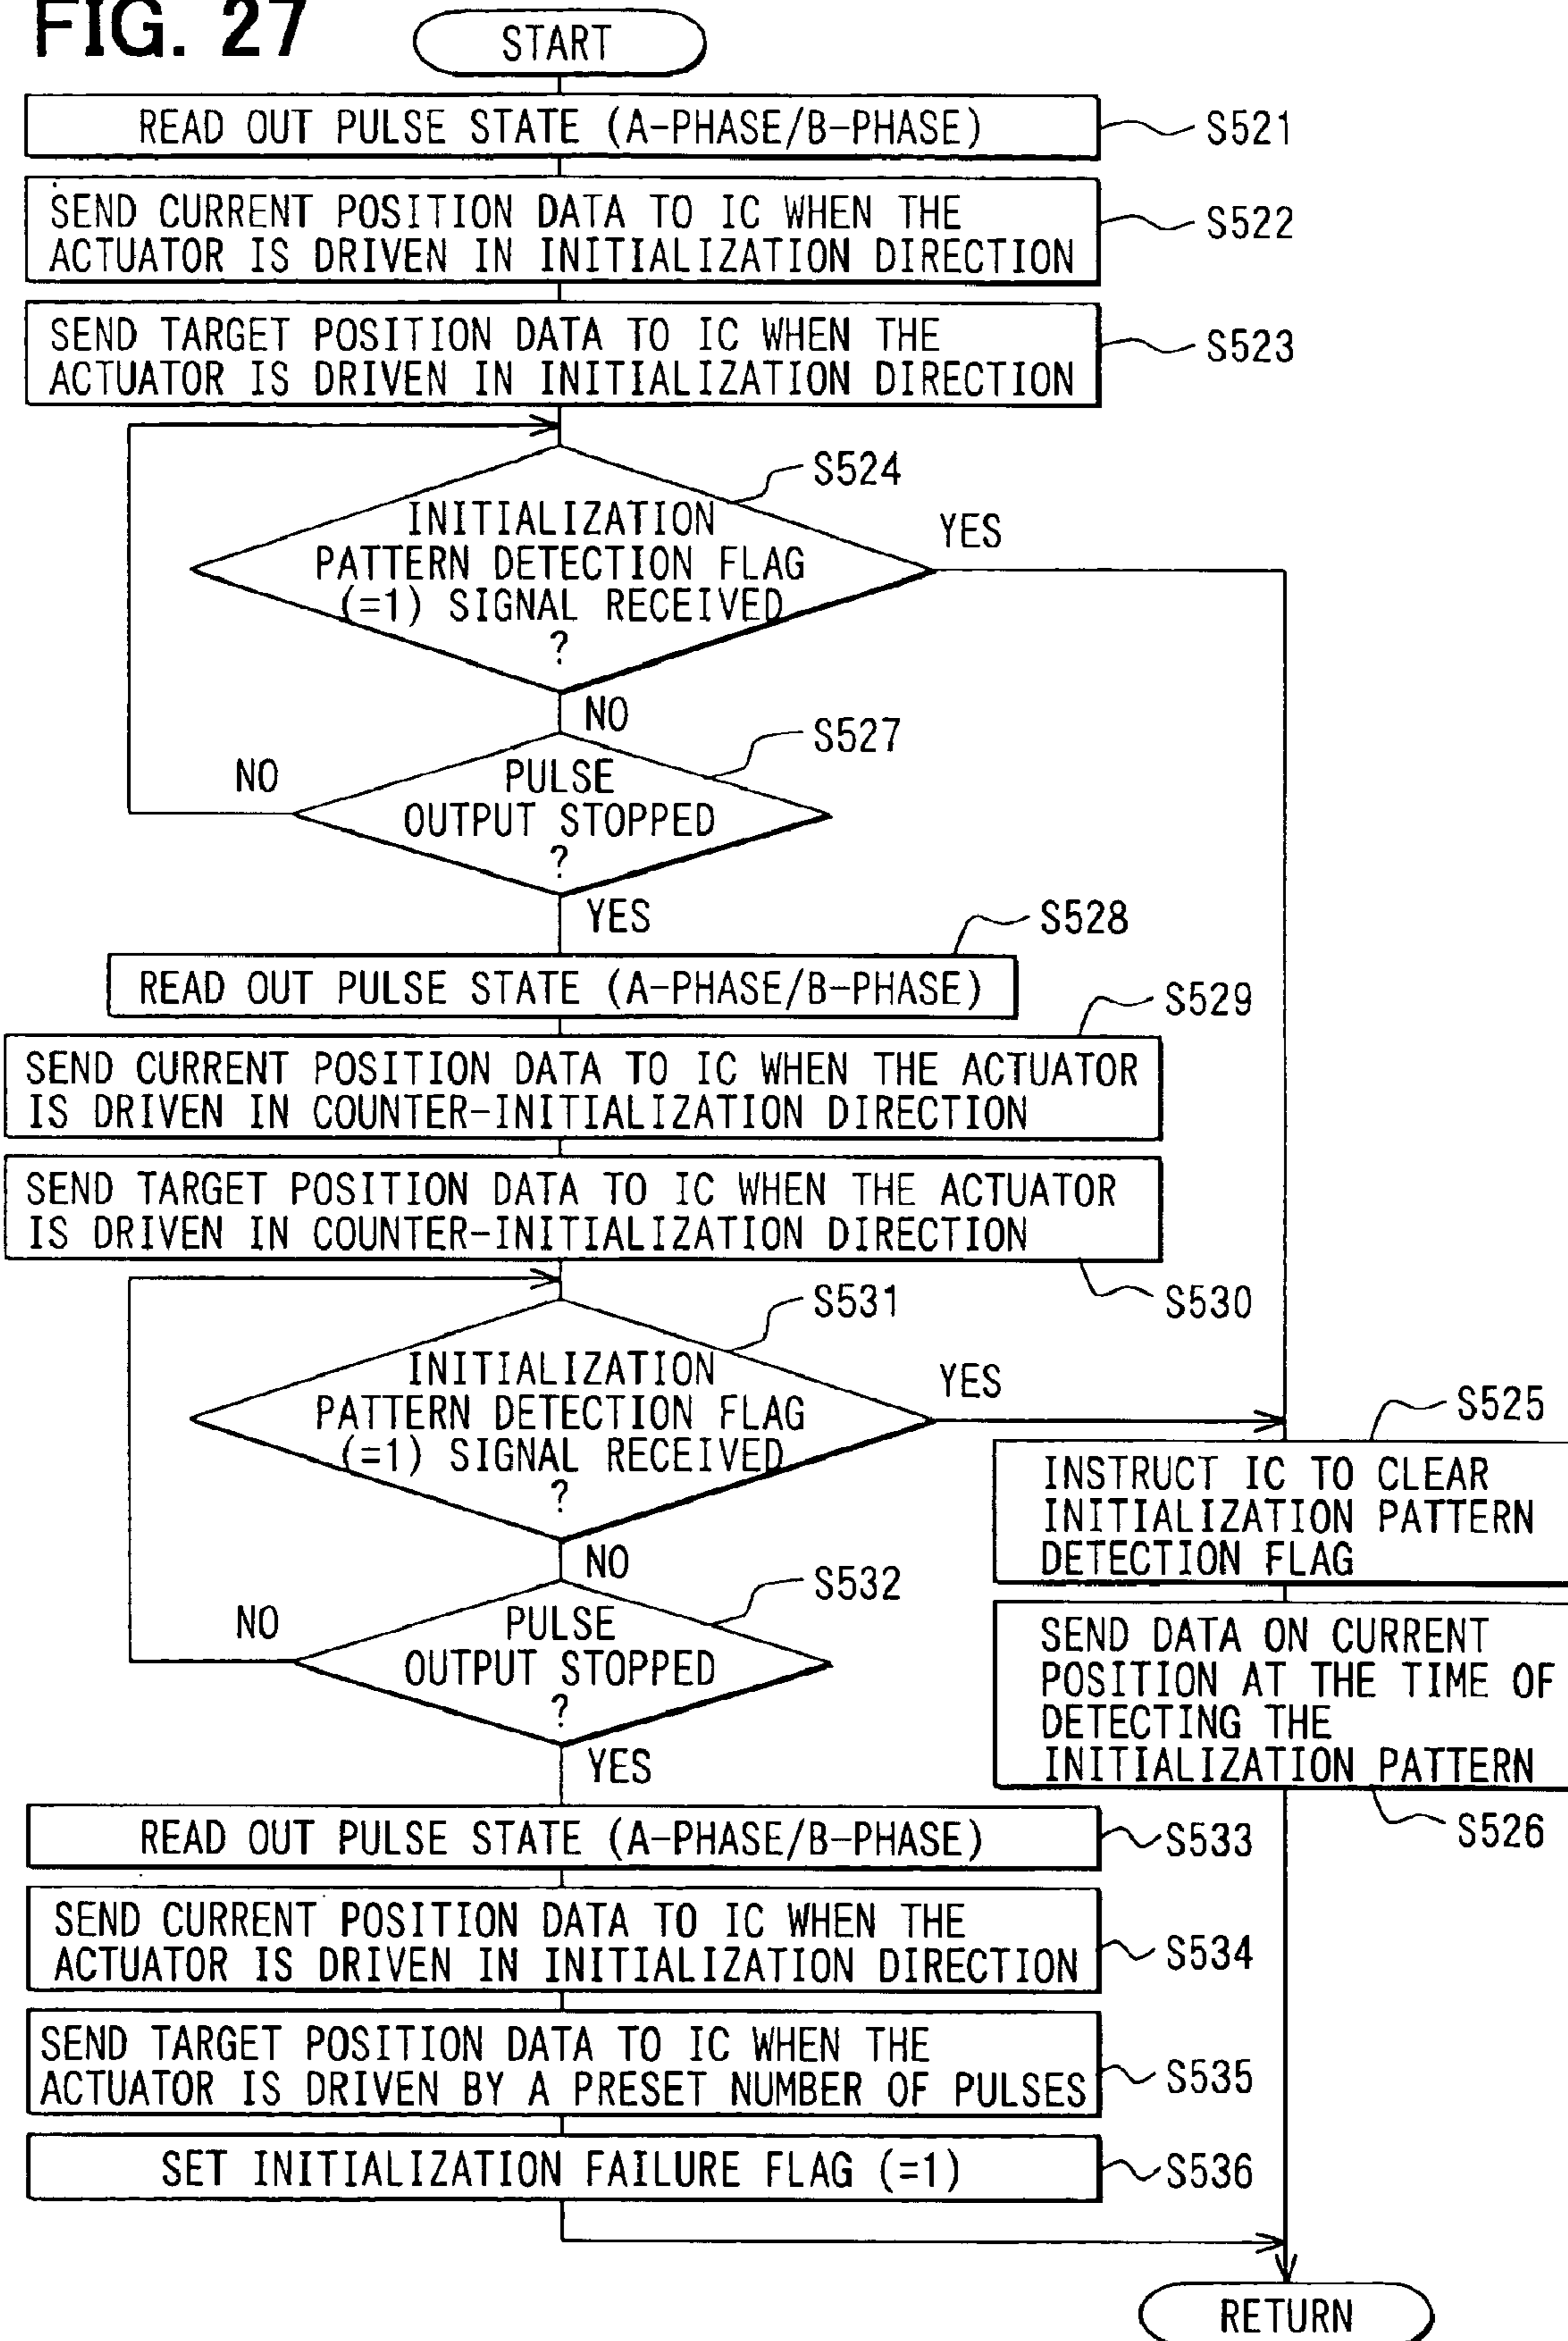 FIG. 27
START
READ OUT PULSE STATE (A-PHASE/B-PHASE)
S521
SEND CURRENT POSITION DATA TO IC WHEN THE
ACTUATOR IS DRIVEN IN INITIALIZATION DIRECTION
S522
SEND TARGET POSITION DATA TO IC WHEN THE
ACTUATOR IS DRIVEN IN INITIALIZATION DIRECTION
S523
S524
INITIALIZATION
PATTERN DETECTION FLAG
(=1) SIGNAL RECEIVED
?
YES
NO
S527
PULSE
OUTPUT STOPPED
?
NO
YES
S528
READ OUT PULSE STATE (A-PHASE/B-PHASE)
S529
SEND CURRENT POSITION DATA TO IC WHEN THE ACTUATOR
IS DRIVEN IN COUNTER-INITIALIZATION DIRECTION
SEND TARGET POSITION DATA TO IC WHEN THE ACTUATOR
IS DRIVEN IN COUNTER-INITIALIZATION DIRECTION
S530
S531
INITIALIZATION
PATTERN DETECTION FLAG
(=1) SIGNAL RECEIVED
?
YES
NO
S525
INSTRUCT IC TO CLEAR
INITIALIZATION PATTERN
DETECTION FLAG
S532
PULSE
OUTPUT STOPPED
?
NO
YES
SEND DATA ON CURRENT
POSITION AT THE TIME OF
DETECTING THE
INITIALIZATION PATTERN
S526
READ OUT PULSE STATE (A-PHASE/B-PHASE)
S533
SEND CURRENT POSITION DATA TO IC WHEN THE
ACTUATOR IS DRIVEN IN INITIALIZATION DIRECTION
S534
SEND TARGET POSITION DATA TO IC WHEN THE
ACTUATOR IS DRIVEN BY A PRESET NUMBER OF PULSES
S535
SET INITIALIZATION FAILURE FLAG (=1)
S536
RETURN